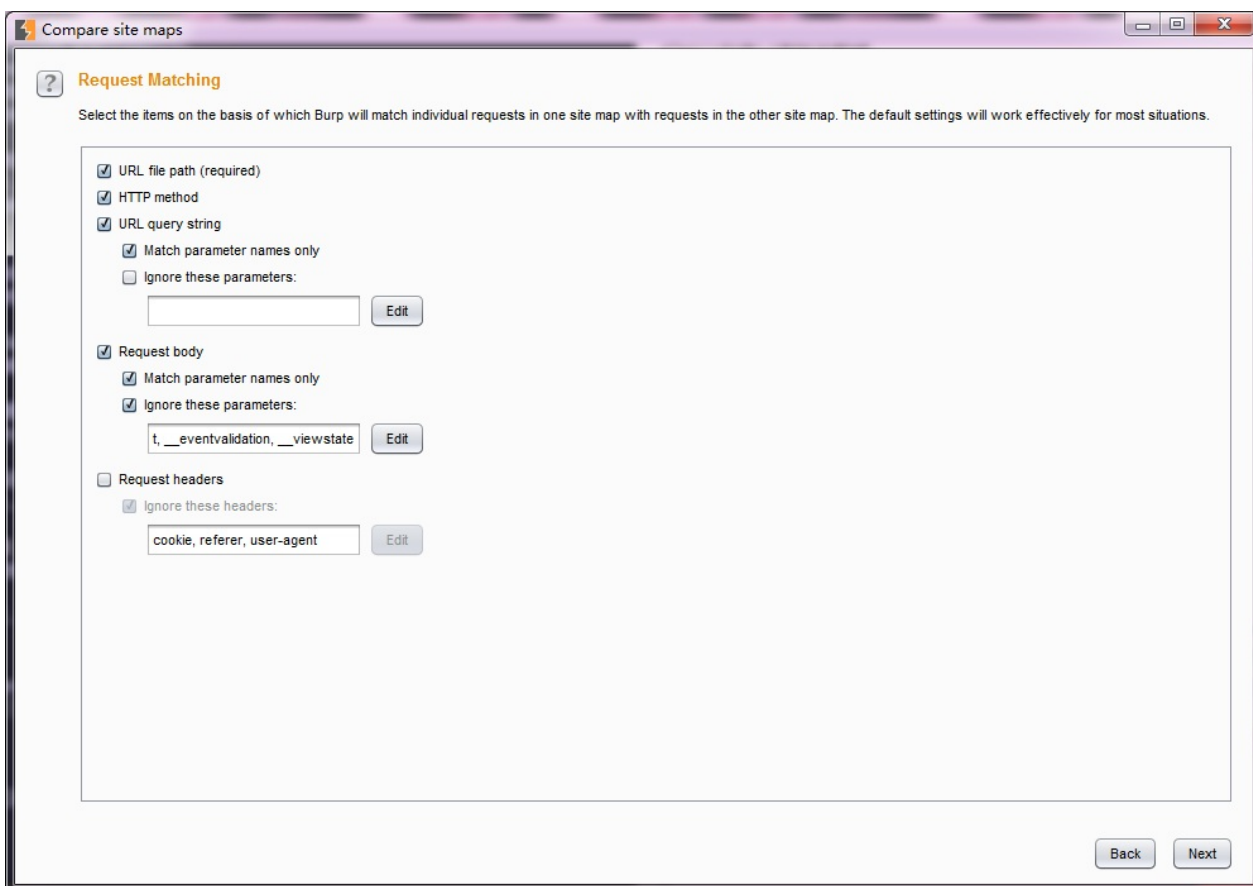 Compare site maps
Request Matching
Select the items on the basis of which Burp will match individual requests in one site map with requests in the other site map. The default settings will work effectively for most situations.
URL file path (required)
HTTP method
URL query string
Match parameter names only
Ignore these parameters:
Edit
Request body
Match parameter names only
Ignore these parameters:
t, __eventvalidation, __viewstate Edit
Request headers
Ignore these headers:
cookie, referer, user-agent Edit
Back Next